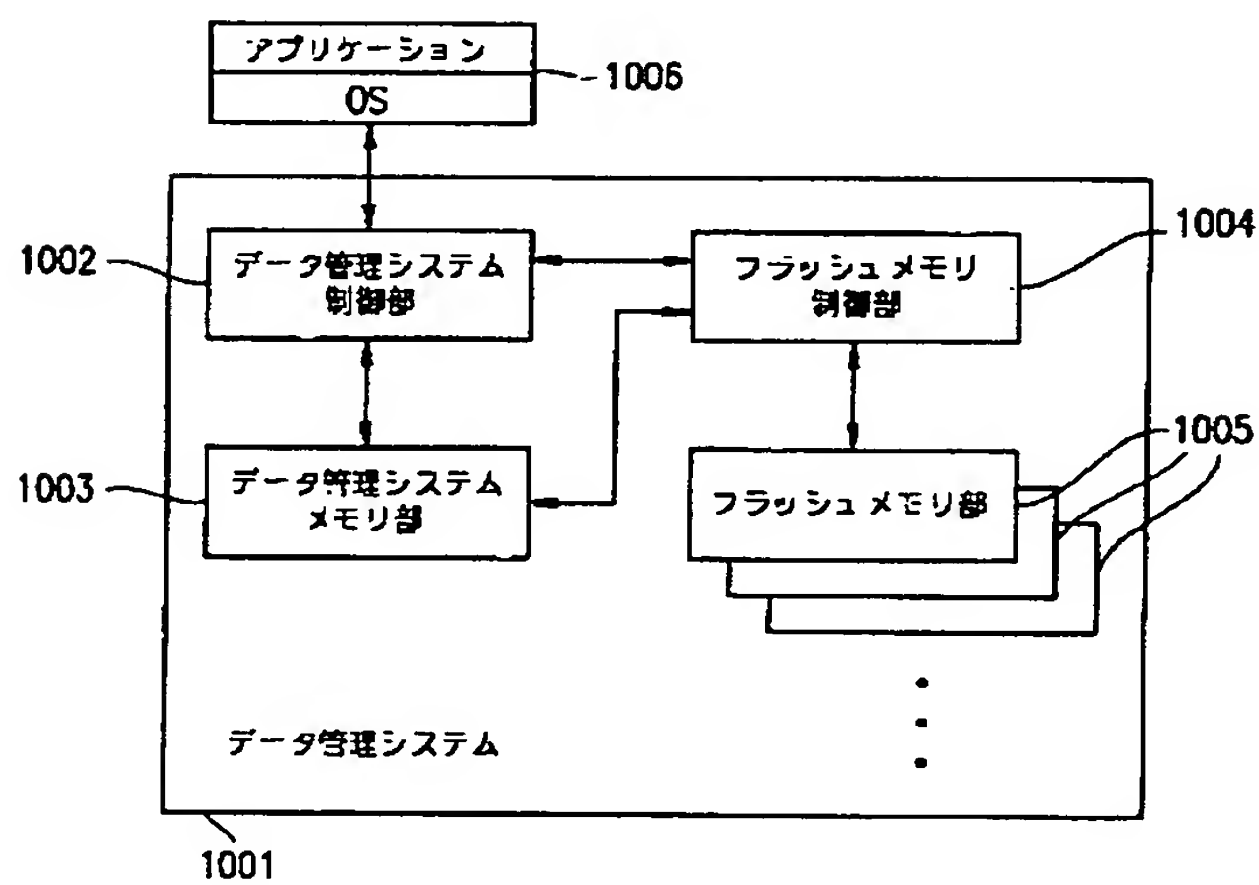 アプリケーション
OS
1006
1002
データ管理システム
制御部
フラッシュメモリ
制御部
1004
1003
データ管理システム
メモリ部
フラッシュメモリ部
1005
データ管理システム
1001